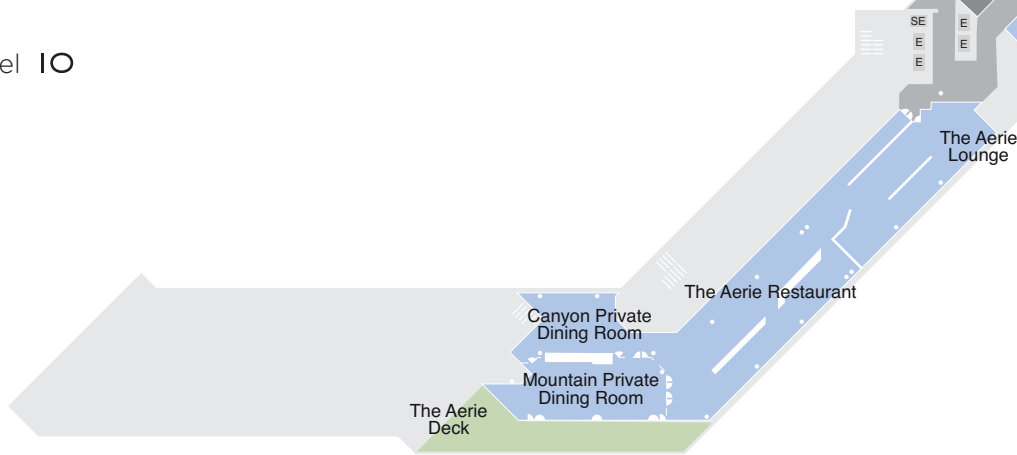 el 10
SE
E
E
E
E
The Aerie
Lounge
The Aerie Restaurant
Canyon Private
Dining Room
Mountain Private
Dining Room
The Aerie
Deck